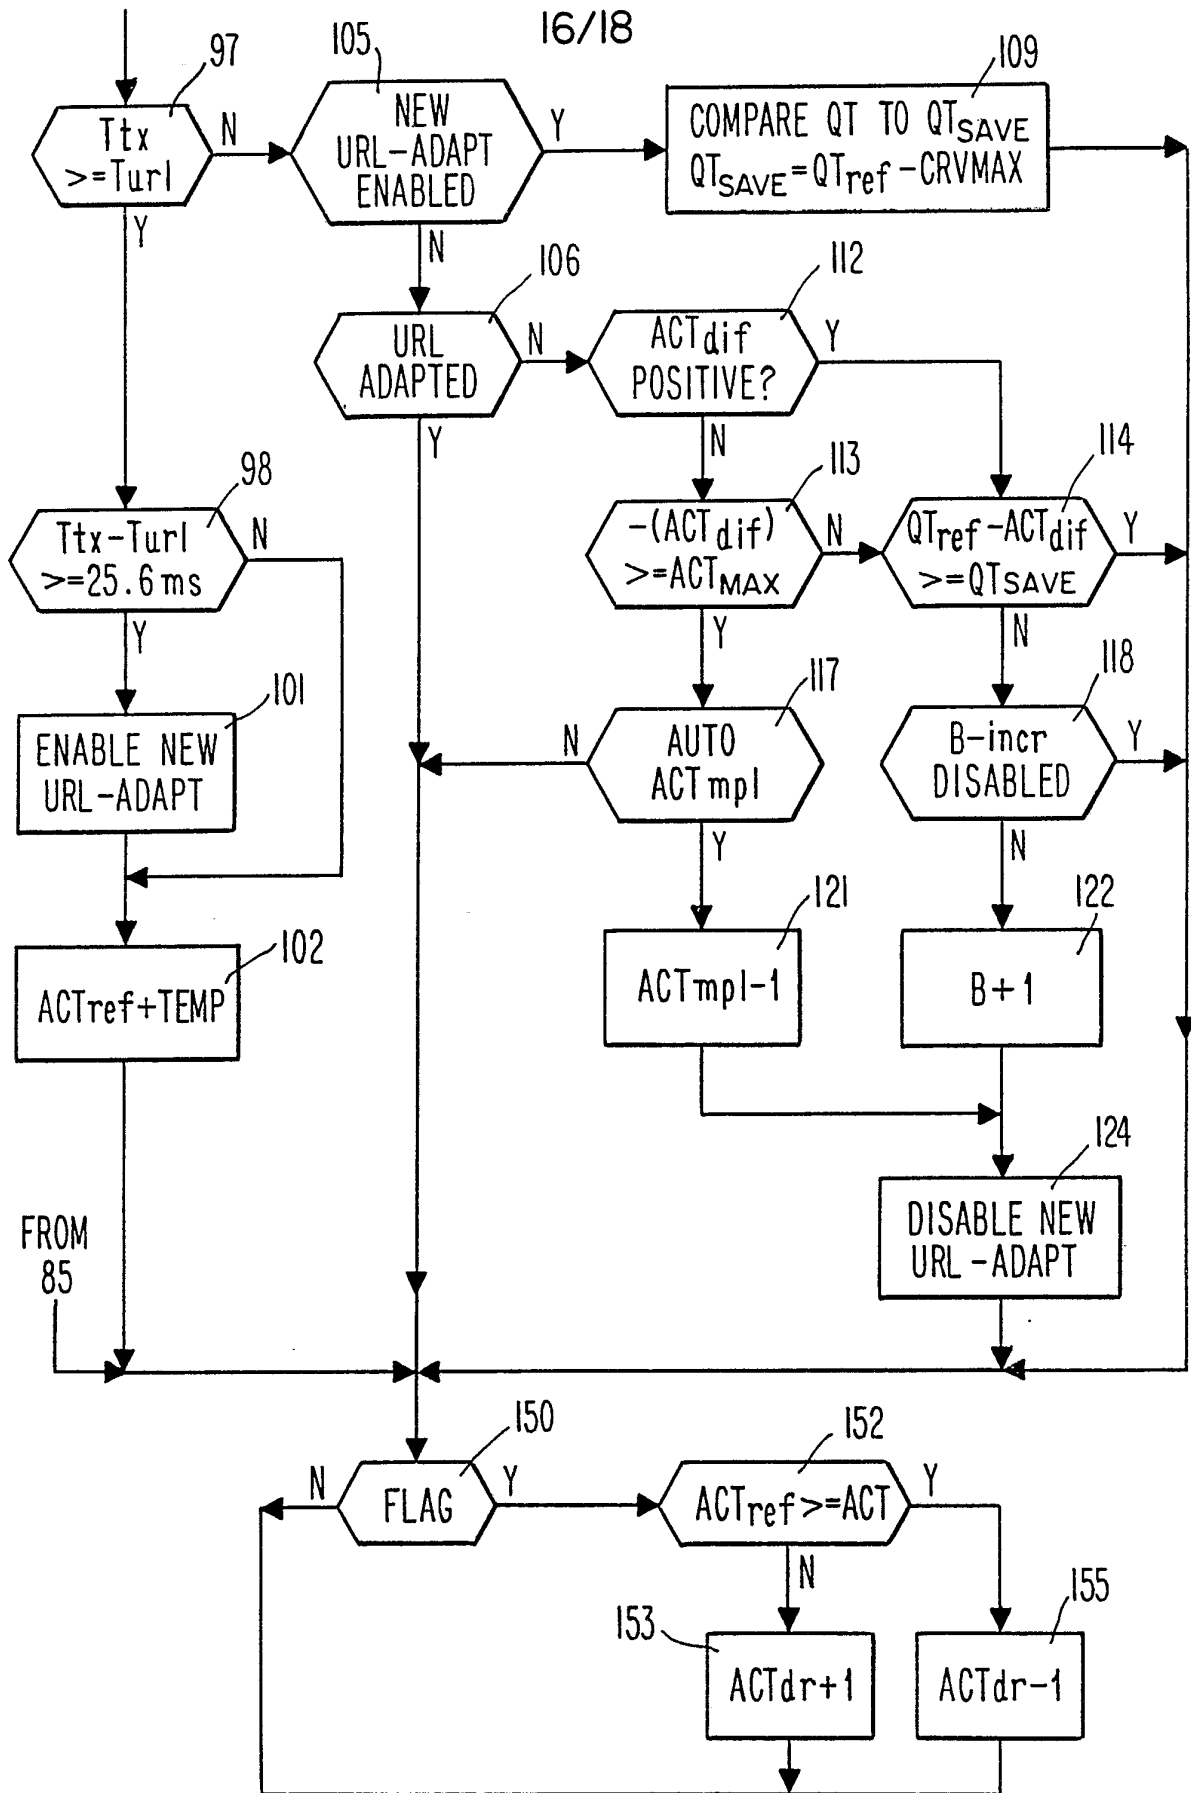 16/18
97
Ttx
>=Turl
N
Y
105
NEW
URL-ADAPT
ENABLED
Y
N
109
COMPARE QT TO QTSAVE
QTSAVE=QTref-CRVMAX
106
URL
ADAPTED
N
Y
112
ACTdif
POSITIVE?
Y
N
98
Ttx-Turl
>=25.6ms
N
Y
113
-(ACTdif)
>=ACTMAX
N
Y
114
QTref-ACTdif
>=QTSAVE
Y
N
101
ENABLE NEW
URL-ADAPT
117
AUTO
ACTmpl
N
Y
118
B-incr
DISABLED
Y
N
102
ACTref+TEMP
121
ACTmpl-1
122
B+1
124
DISABLE NEW
URL-ADAPT
FROM
85
150
FLAG
N
Y
152
ACTref>=ACT
Y
N
153
ACTdr+1
155
ACTdr-1